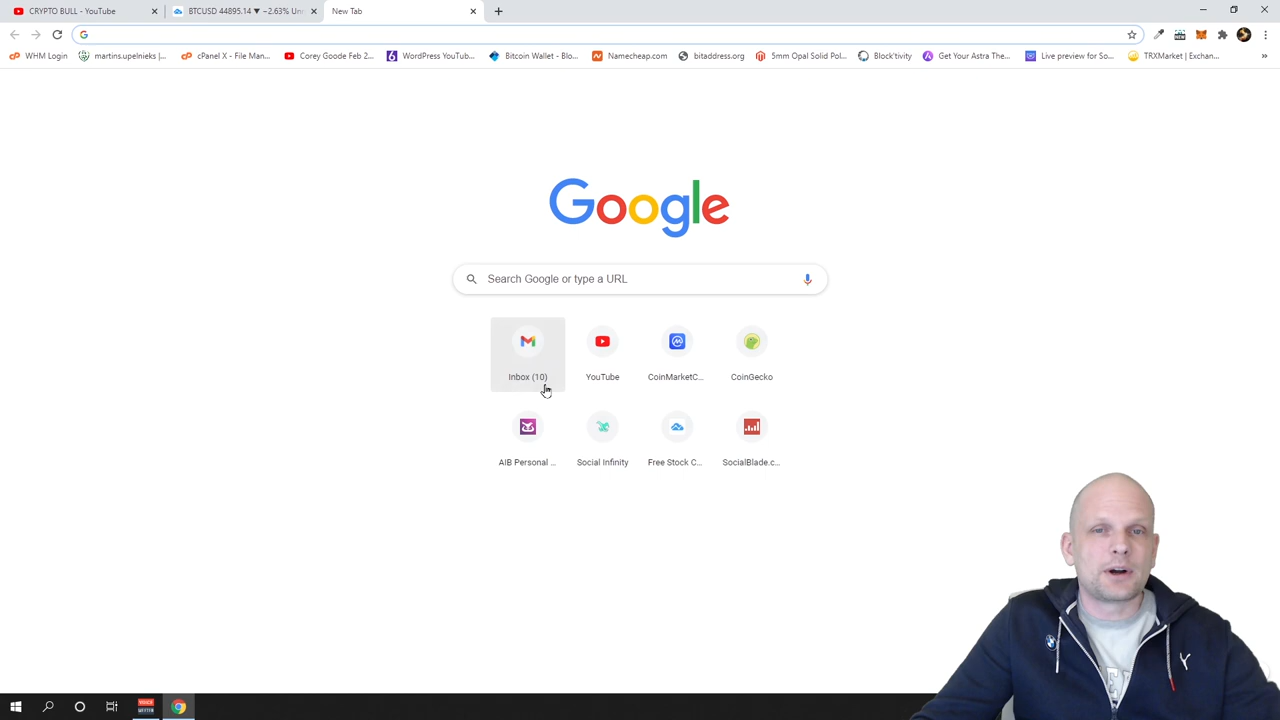 CRYPTO BULL - YouTube
BTCUSD 44895.14 ▼ −2.63% Unn
New Tab
WHM Login
martins.upelnieks |...
cPanel X - File Man...
Corey Goode Feb 2...
WordPress YouTub...
Bitcoin Wallet - Blo...
Namecheap.com
bitaddress.org
5mm Opal Solid Pol...
Block'tivity
Get Your Astra The...
Live preview for So...
TRXMarket | Exchan...
Google
Search Google or type a URL
Inbox (10)
YouTube
CoinMarketC...
CoinGecko
AIB Personal ...
Social Infinity
Free Stock C...
SocialBlade.c...